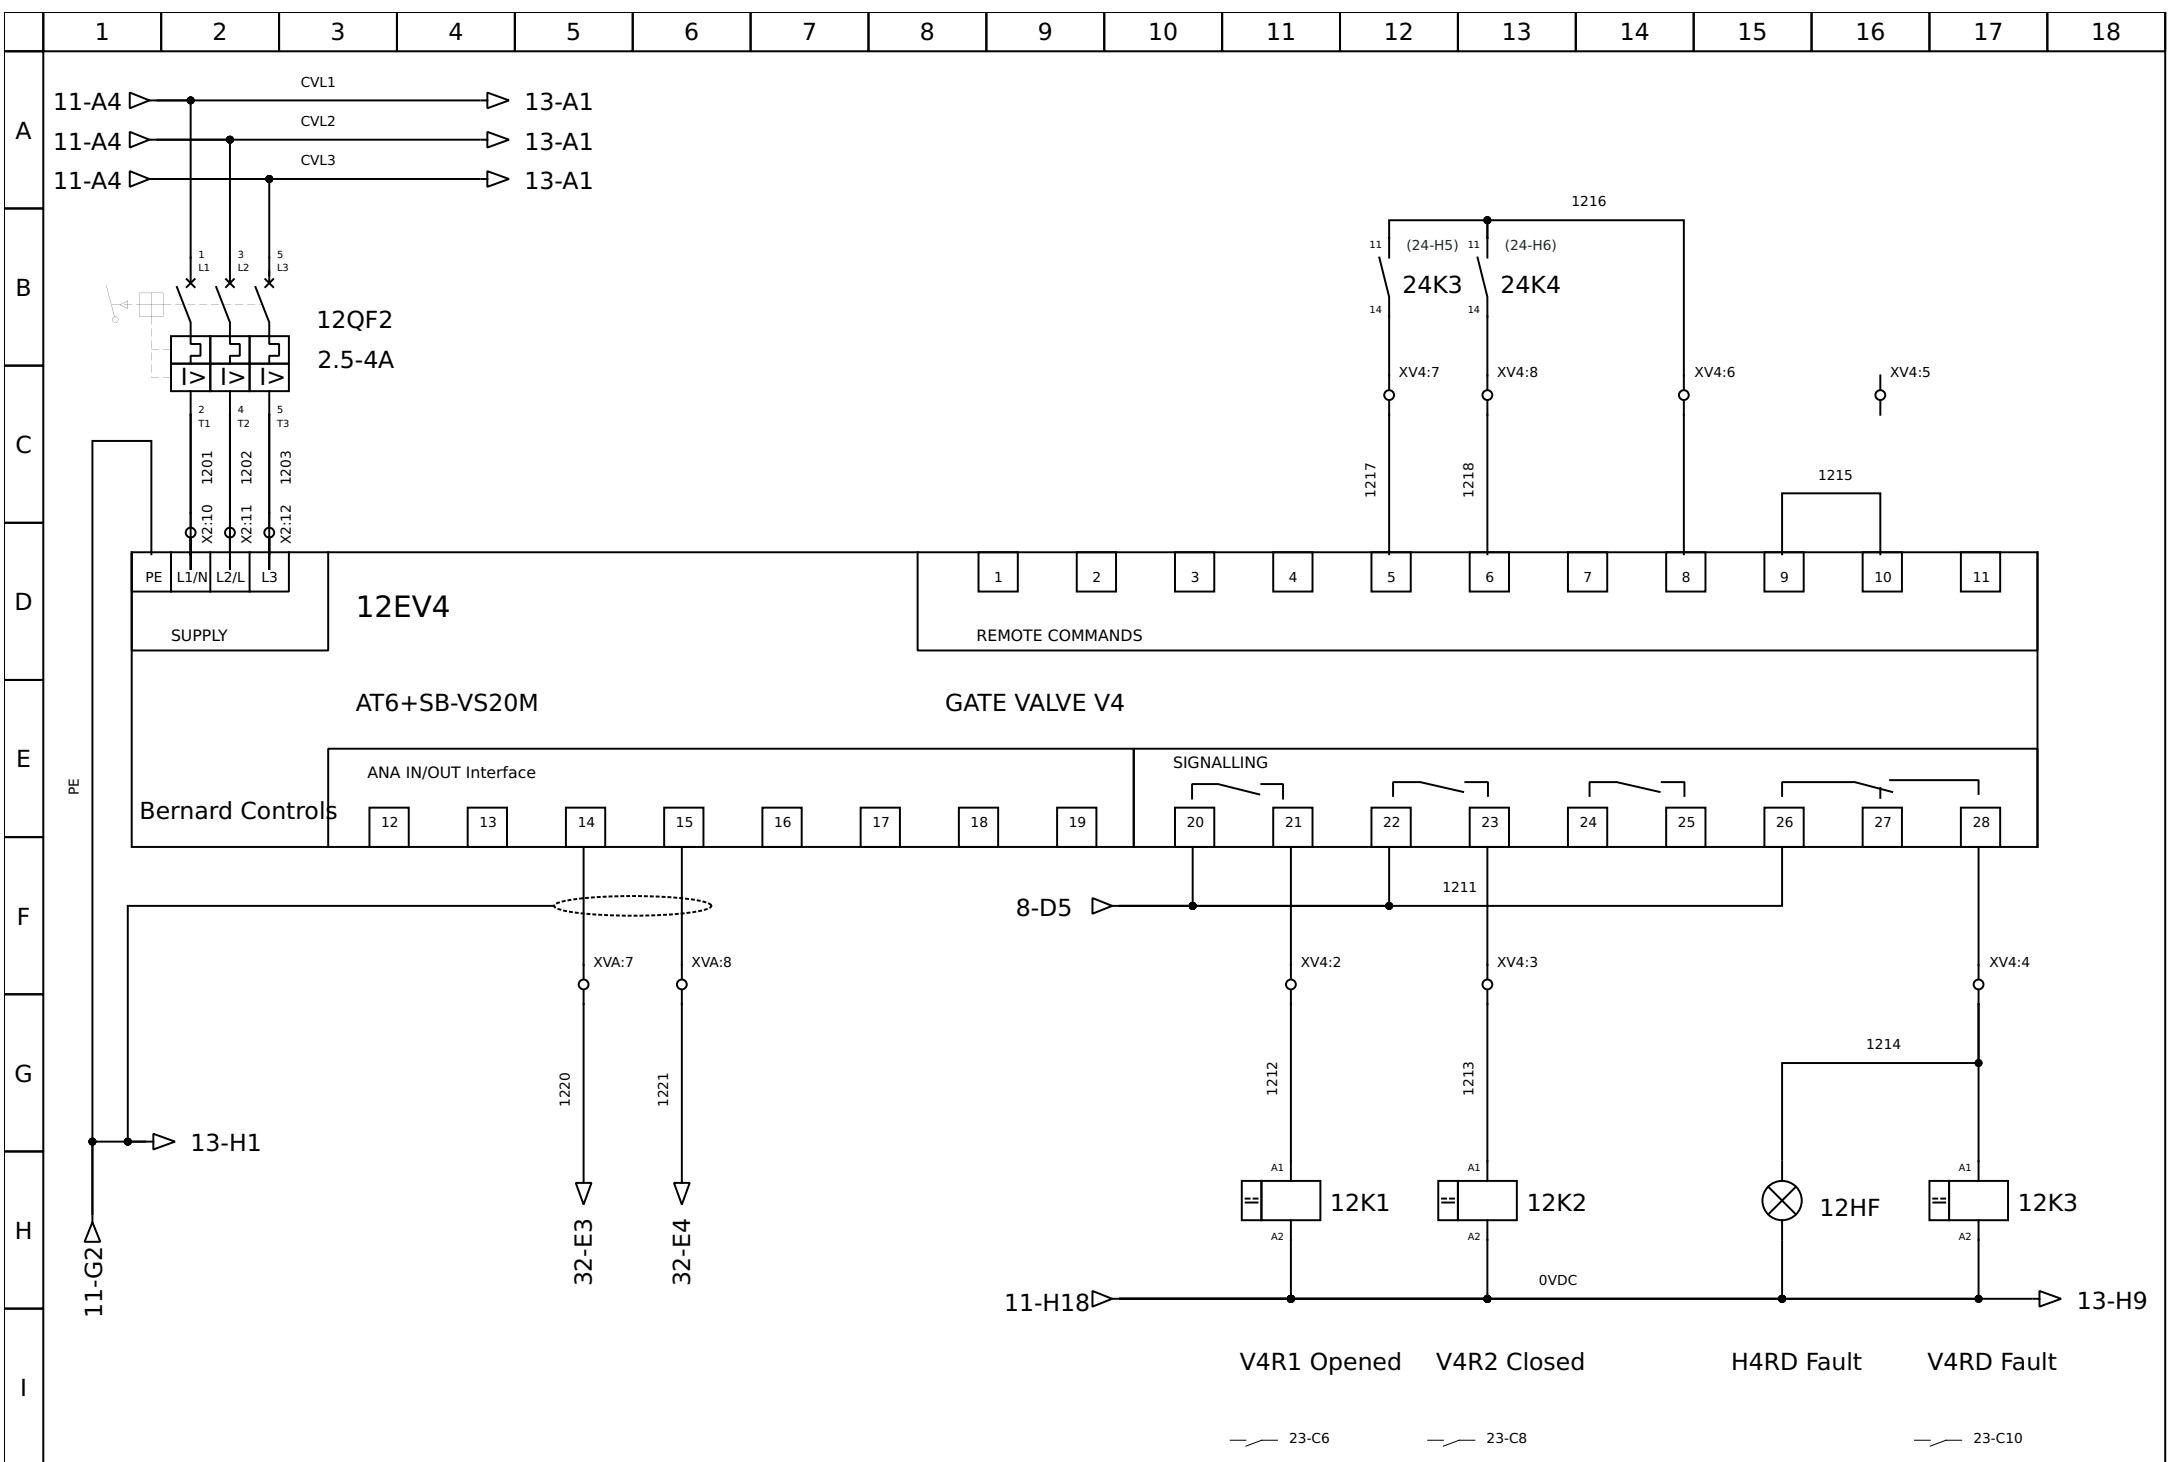 1 2 3 4 5 6 7 8 9 10 11 12 13 14 15 16 17 18
A
CVL1
11-A4 13-A1
CVL2
11-A4 13-A1
CVL3
11-A4 13-A1
1216
B
1 3 5
L1 L2 L3
11 (24-H5) 11 (24-H6)
24K3 24K4
14 14
12QF2
2.5-4A
I> I> I>
C
XV4:7 XV4:8 XV4:6 XV4:5
2 4 5
T1 T2 T3
1201 1202 1203
1217 1218
1215
X2:10 X2:11 X2:12
D
PE L1/N L2/L L3
1 2 3 4 5 6 7 8 9 10 11
12EV4
SUPPLY
REMOTE COMMANDS
AT6+SB-VS20M
GATE VALVE V4
E
PE
ANA IN/OUT Interface
SIGNALLING
Bernard Controls
12 13 14 15 16 17 18 19 20 21 22 23 24 25 26 27 28
F
8-D5
1211
XVA:7 XVA:8 XV4:2 XV4:3 XV4:4
G
1214
1220 1221 1212 1213
13-H1
H
A1 A1 A1
12K1 12K2 12HF 12K3
A2 A2 A2
11-G2
32-E3 32-E4
0VDC
11-H18 13-H9
I
V4R1 Opened V4R2 Closed H4RD Fault V4RD Fault
23-C6 23-C8 23-C10